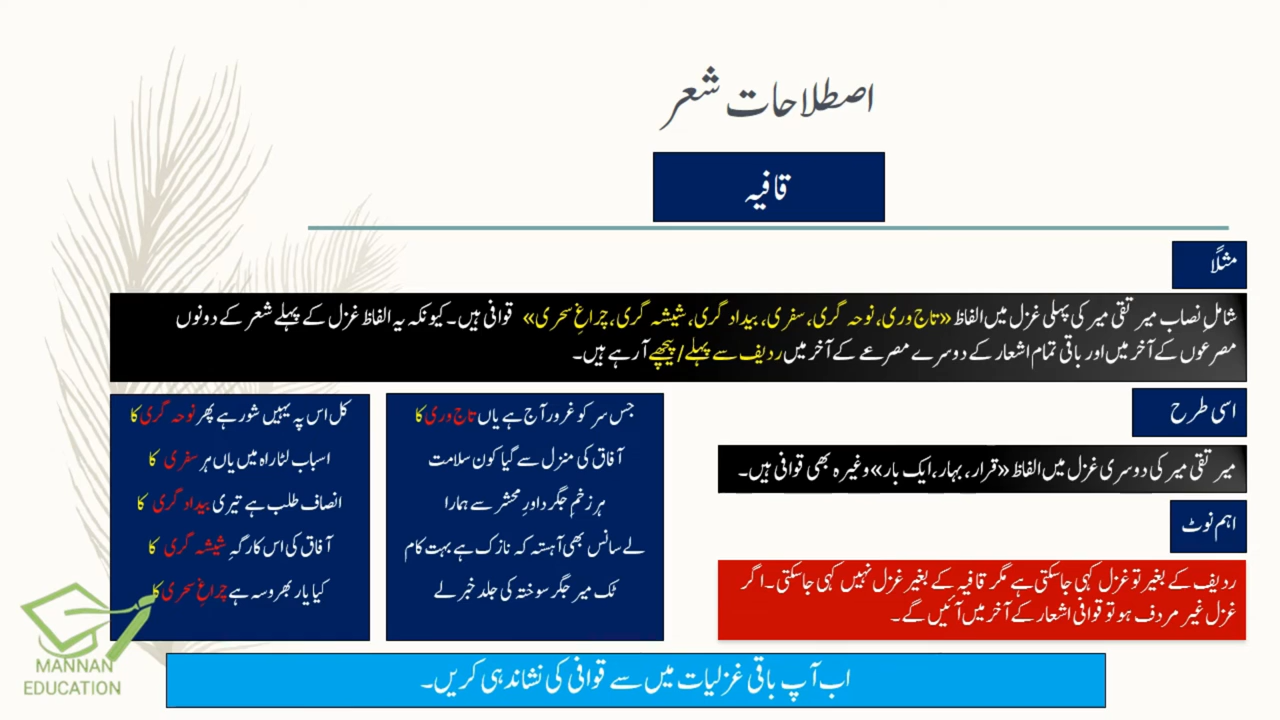 اصطلاحات شعر
قافیہ
مثلاً
شاملِ نصاب میر تقی میر کی پہلی غزل میں الفاظ «تاج وری، نوحہ گری، سفری، بیداد گری، شیشہ گری، چراغِ سحری» قوافی ہیں۔ کیونکہ یہ الفاظ غزل کے پہلے شعر کے دونوں
مصرعوں کے آخر میں اور باقی تمام اشعار کے دوسرے مصرعے کے آخر میں ردیف سے پہلے/پیچھے آ رہے ہیں۔
جس سر کو غرور آج ہے یاں تاج وری کا
کل اس پہ یہیں شور ہے پھر نوحہ گری کا
آفاق کی منزل سے گیا کون سلامت
اسباب لٹا راہ میں یاں ہر سفری کا
ہر زخمِ جگر داورِ محشر سے ہمارا
انصاف طلب ہے تیری بیداد گری کا
لے سانس بھی آہستہ کہ نازک ہے بہت کام
آفاق کی اس کارگہِ شیشہ گری کا
ٹک میر جگر سوختہ کی جلد خبر لے
کیا یار بھروسہ ہے چراغِ سحری کا
اسی طرح
میر تقی میر کی دوسری غزل میں الفاظ «قرار، بہار، ایک بار» وغیرہ بھی قوافی ہیں۔
اہم نوٹ
ردیف کے بغیر تو غزل کہی جاسکتی ہے مگر قافیہ کے بغیر غزل نہیں کہی جاسکتی۔ اگر
غزل غیر مردف ہو تو قوافی اشعار کے آخر میں آئیں گے۔
اب آپ باقی غزلیات میں سے قوافی کی نشاندہی کریں۔
MANNAN
EDUCATION